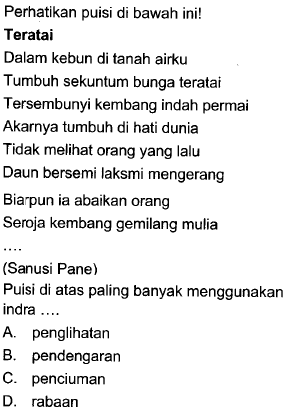 Perhatikan puisi di bawah ini!
Teratai
Dalam kebun di tanah airku
Tumbuh sekuntum bunga teratai
Tersembunyi kembang indah permai
Akarnya tumbuh di hati dunia
Tidak melihat orang yang lalu
Daun bersemi laksmi mengerang
Biarpun ia abaikan orang
Seroja kembang gemilang mulia
....
(Sanusi Pane)
Puisi di atas paling banyak menggunakan
indra ....
A. penglihatan
B. pendengaran
C. penciuman
D. rabaan